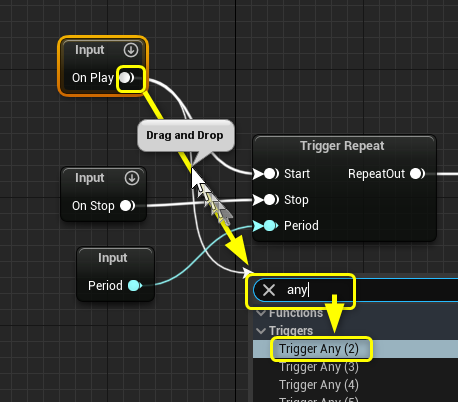 Input
On Play
Drag and Drop
Trigger Repeat
Start
RepeatOut
Input
On Stop
Stop
Period
Input
Period
any
Functions
Triggers
Trigger Any (2)
Trigger Any (3)
Trigger Any (4)
Trigger Any (5)